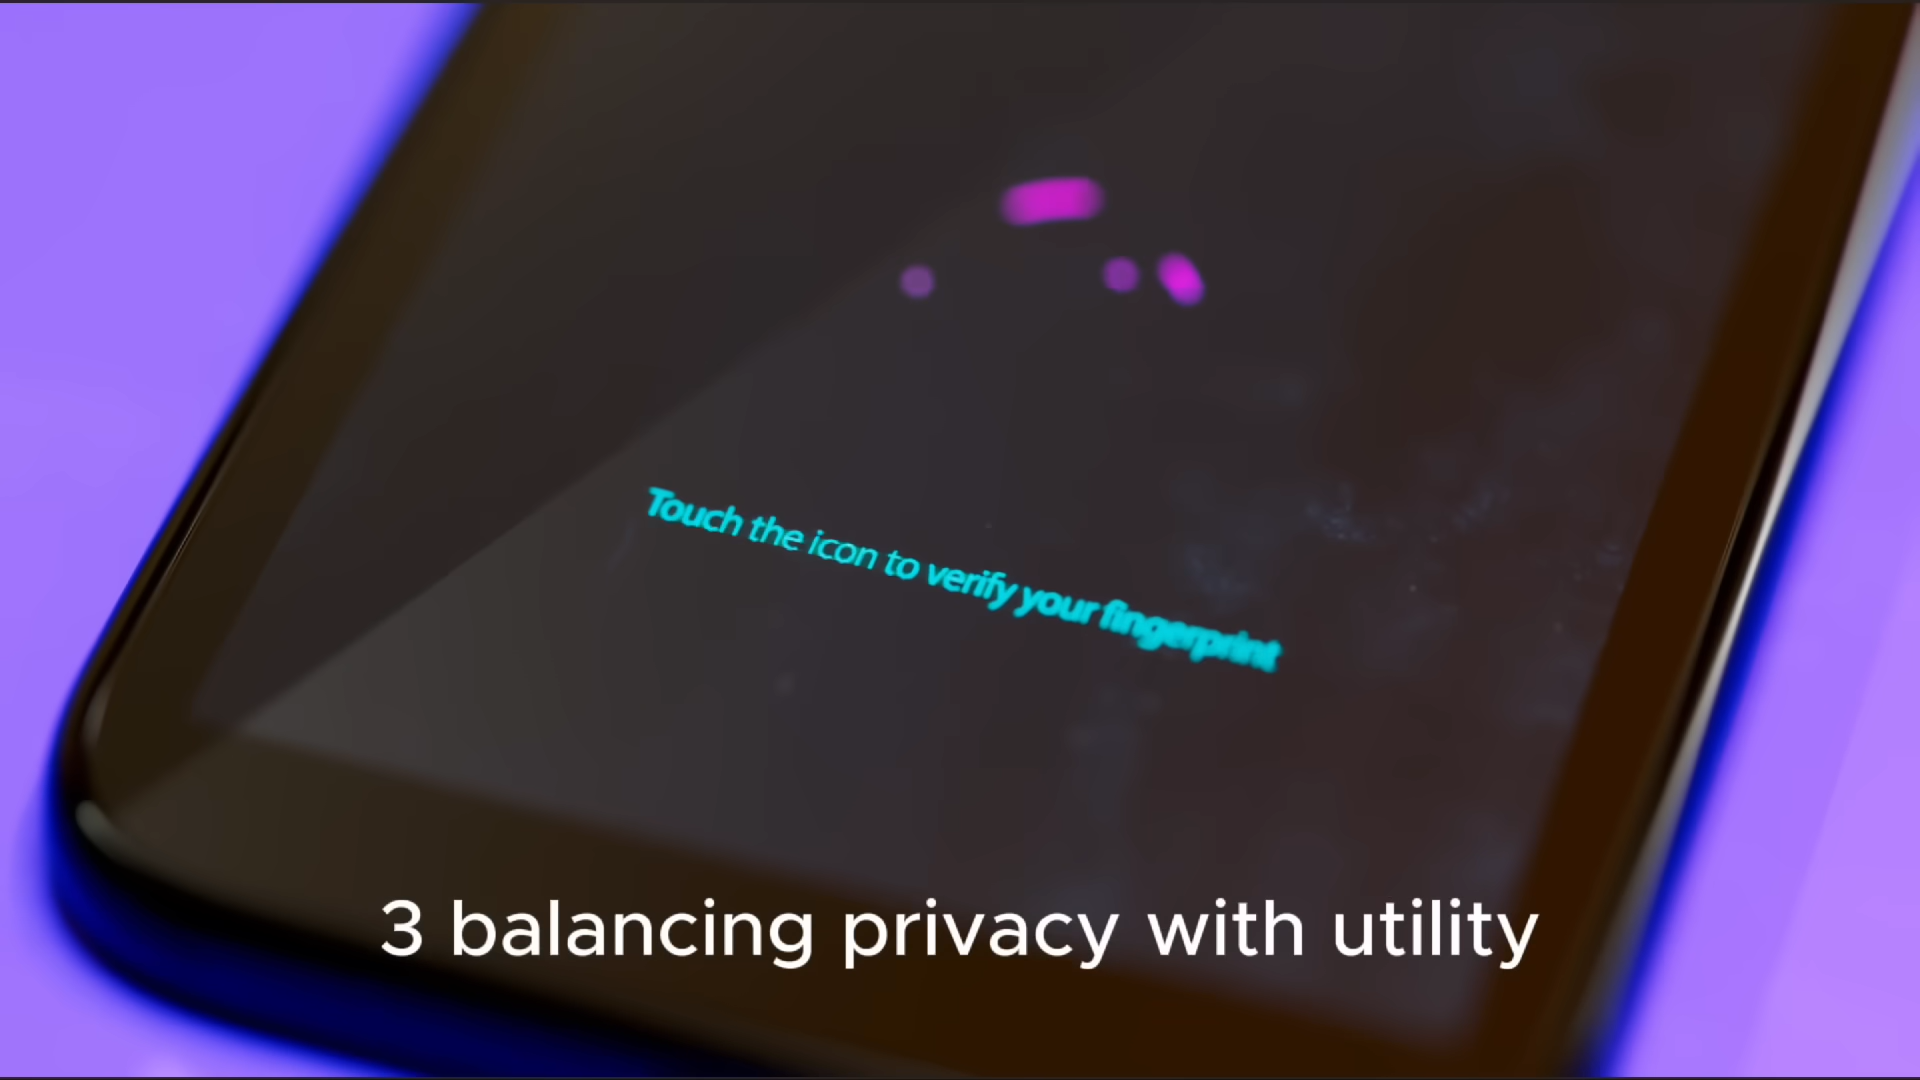 Touch the icon to verify your fingerprint
3 balancing privacy with utility